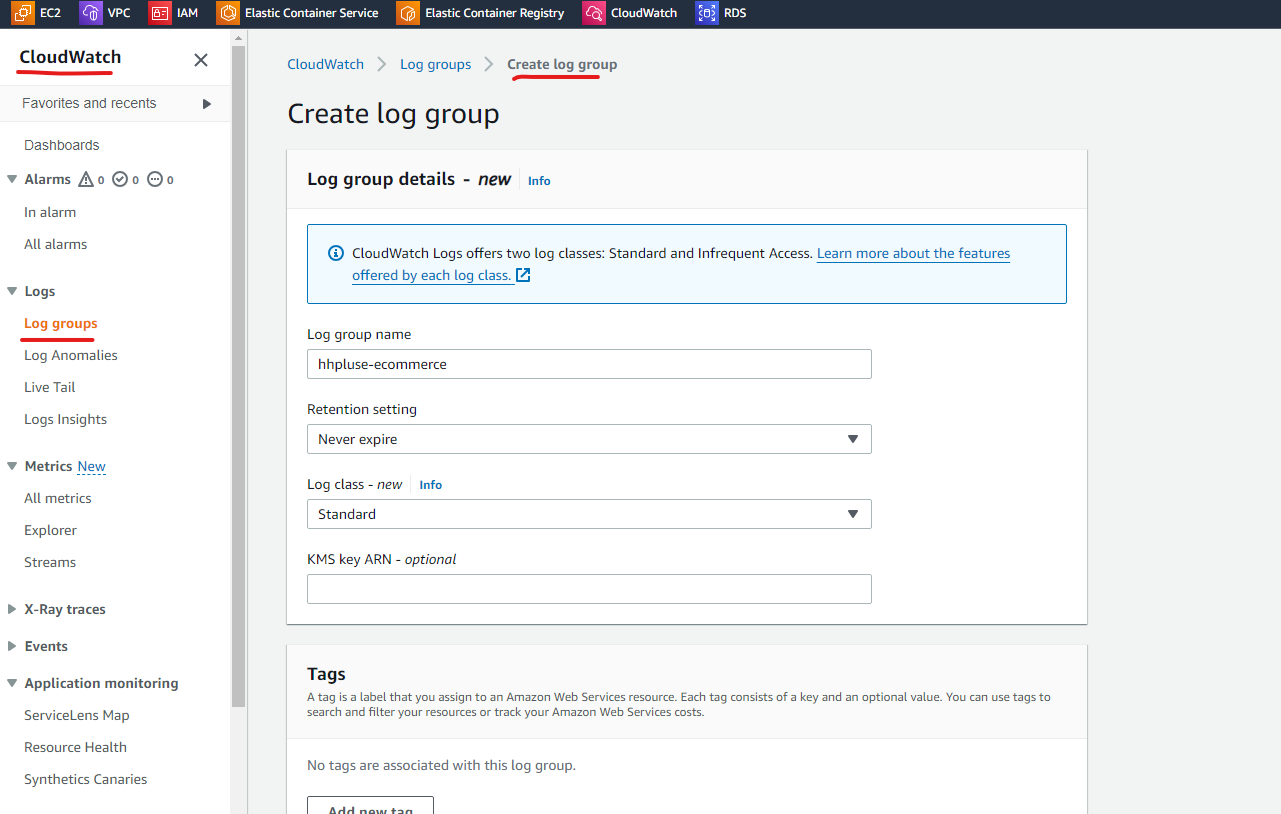 EC2 VPC IAM Elastic Container Service Elastic Container Registry CloudWatch RDS
CloudWatch
Favorites and recents
Dashboards
Alarms 0 0 0
In alarm
All alarms
Logs
Log groups
Log Anomalies
Live Tail
Logs Insights
Metrics New
All metrics
Explorer
Streams
X-Ray traces
Events
Application monitoring
ServiceLens Map
Resource Health
Synthetics Canaries
CloudWatch Log groups Create log group
Create log group
Log group details - new Info
CloudWatch Logs offers two log classes: Standard and Infrequent Access. Learn more about the features
offered by each log class.
Log group name
hhpluse-ecommerce
Retention setting
Never expire
Log class - new Info
Standard
KMS key ARN - optional
Tags
A tag is a label that you assign to an Amazon Web Services resource. Each tag consists of a key and an optional value. You can use tags to
search and filter your resources or track your Amazon Web Services costs.
No tags are associated with this log group.
Add new tag